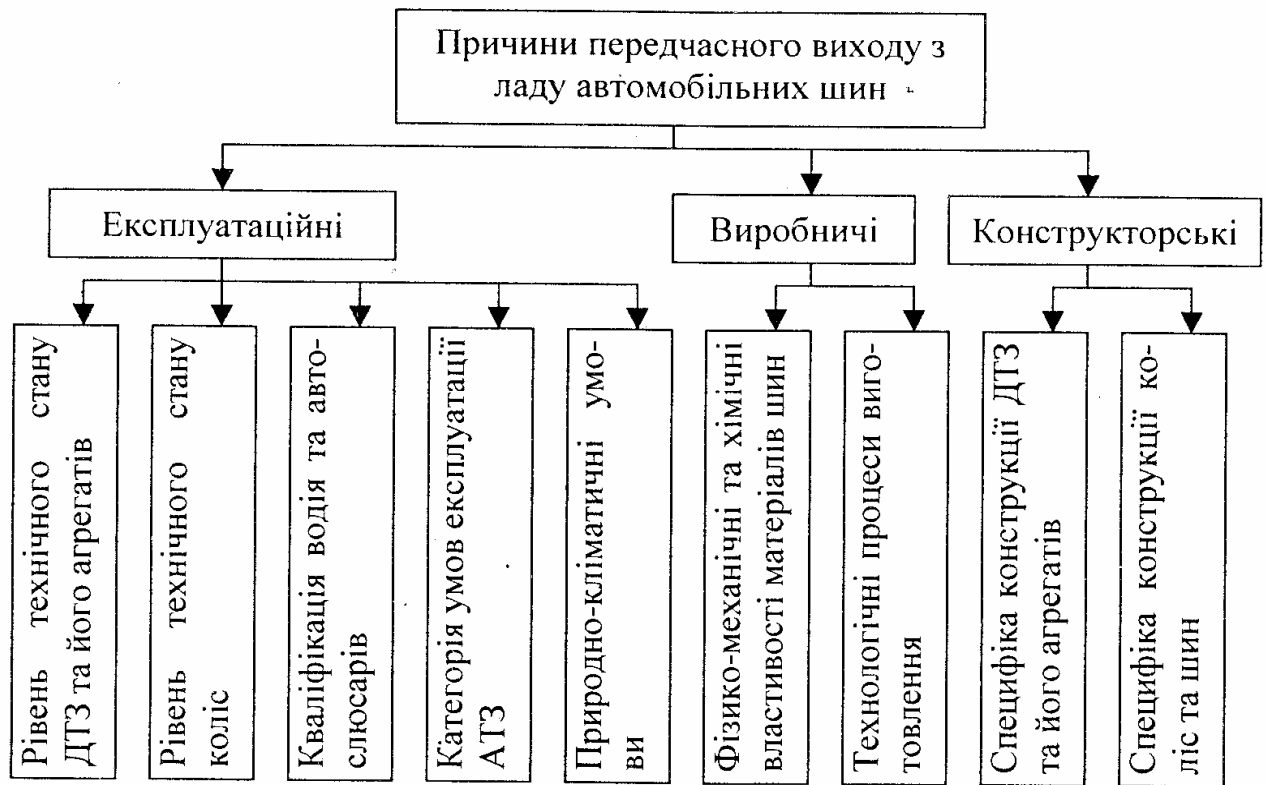 Причини передчасного виходу з
ладу автомобільних шин
Експлуатаційні
Виробничі
Конструкторські
Рівень технічного стану
ДТЗ та його агрегатів
Рівень технічного стану
коліс
Кваліфікація водія та авто-
слюсарів
Категорія умов експлуатації
АТЗ
Природно-кліматичні умо-
ви
Фізико-механічні та хімічні
властивості матеріалів шин
Технологічні процеси виго-
товлення
Специфіка конструкції ДТЗ
та його агрегатів
Специфіка конструкції ко-
ліс та шин